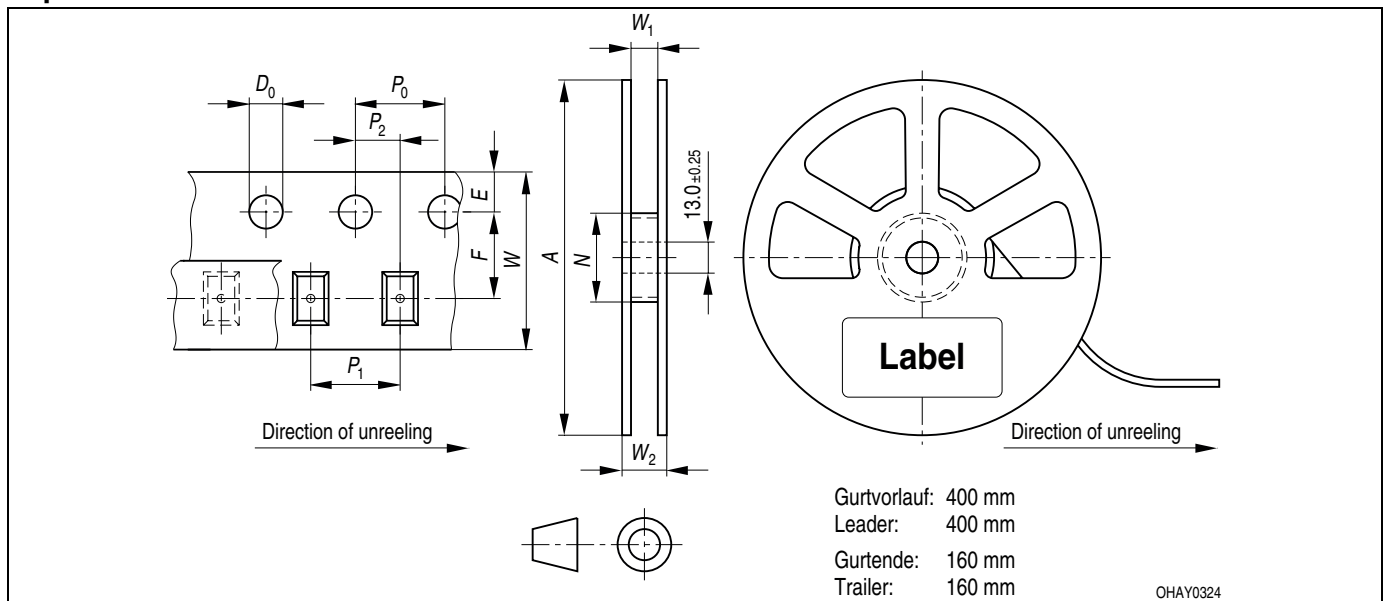 W1
D0
P0
P2
E
F
W
A
N
13.0±0.25
P1
Label
Direction of unreeling
Direction of unreeling
W2
Gurtvorlauf: 400 mm
Leader: 400 mm
Gurtende: 160 mm
Trailer: 160 mm
OHAY0324